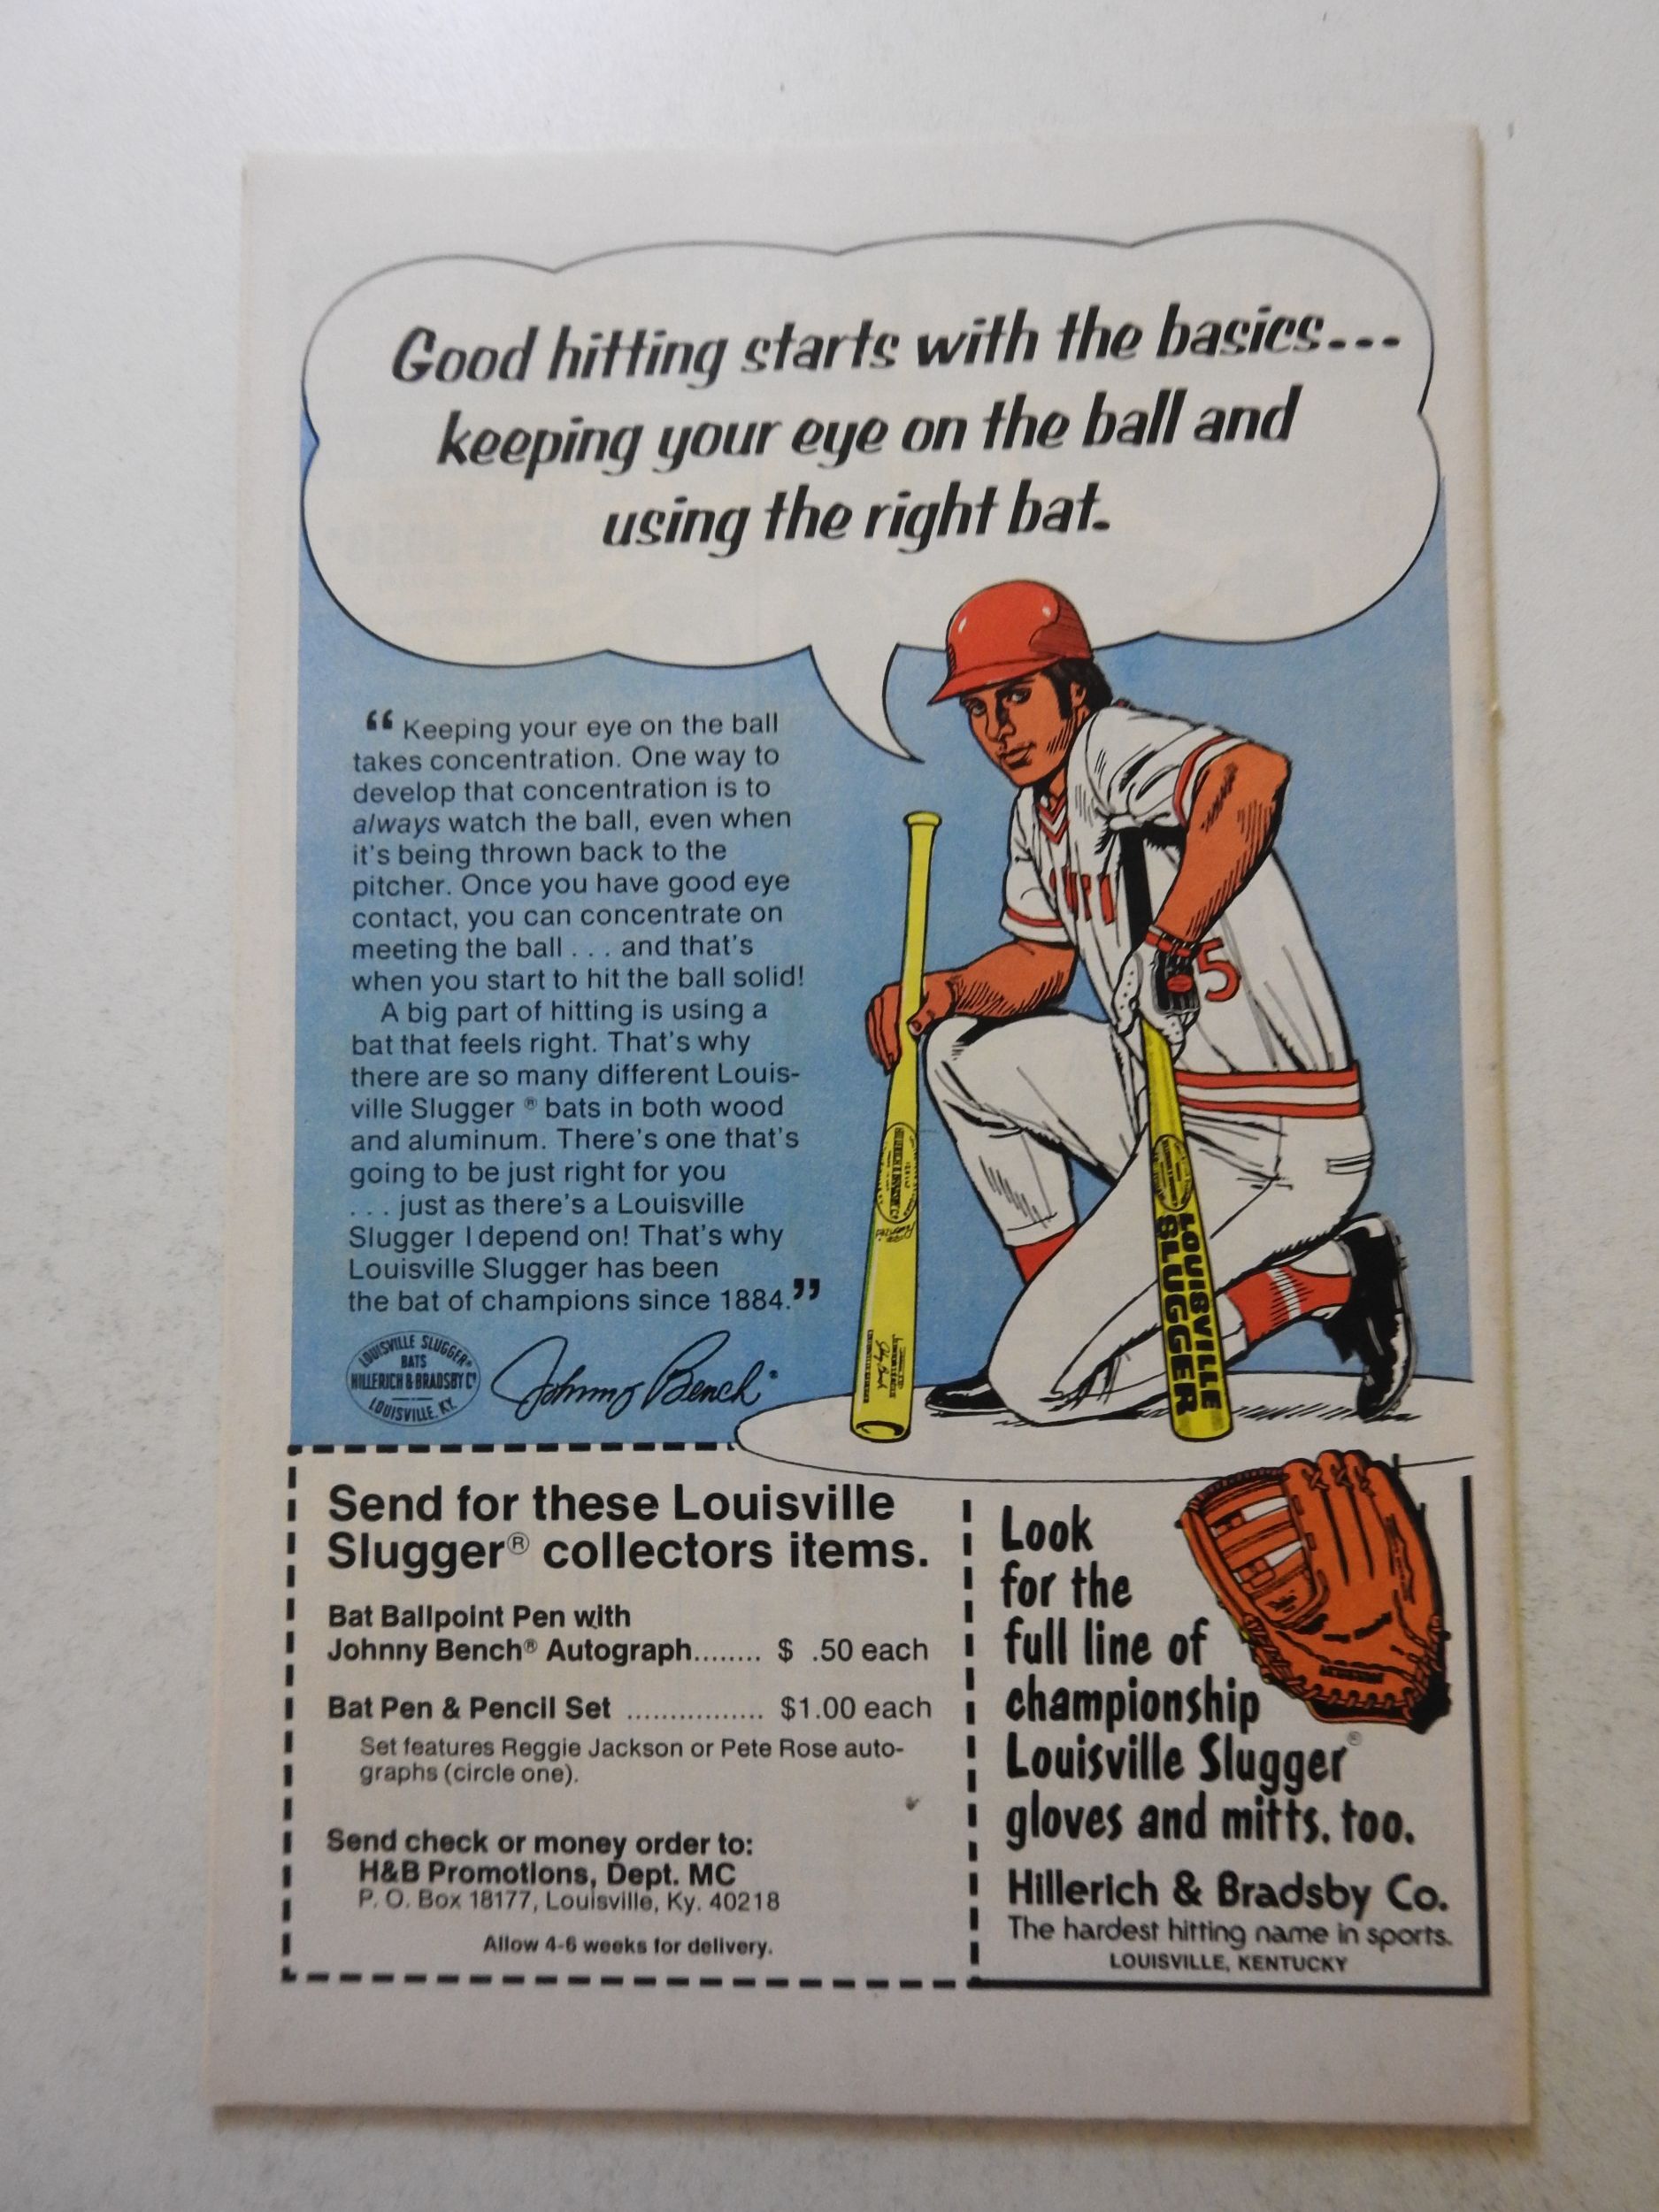 Good hitting starts with the basics...
keeping your eye on the ball and
using the right bat.
“ Keeping your eye on the ball
takes concentration. One way to
develop that concentration is to
always watch the ball, even when
it's being thrown back to the
pitcher. Once you have good eye
contact, you can concentrate on
meeting the ball . . . and that's
when you start to hit the ball solid!
A big part of hitting is using a
bat that feels right. That's why
there are so many different Louis-
ville Slugger ® bats in both wood
and aluminum. There's one that's
going to be just right for you
. . . just as there's a Louisville
Slugger I depend on! That's why
Louisville Slugger has been
the bat of champions since 1884.”
LOUISVILLE SLUGGER®
BATS
HILLERICH & BRADSBY Cº
LOUISVILLE, KY.
Johnny Bench®
5
LOUISVILLE
SLUGGER
Send for these Louisville
Slugger® collectors items.
Bat Ballpoint Pen with
Johnny Bench® Autograph........ $ .50 each
Bat Pen & Pencil Set ................ $1.00 each
Set features Reggie Jackson or Pete Rose auto-
graphs (circle one).
Send check or money order to:
H&B Promotions, Dept. MC
P. O. Box 18177, Louisville, Ky. 40218
Allow 4-6 weeks for delivery.
Look
for the
full line of
championship
Louisville Slugger®
gloves and mitts, too.
Hillerich & Bradsby Co.
The hardest hitting name in sports.
LOUISVILLE, KENTUCKY